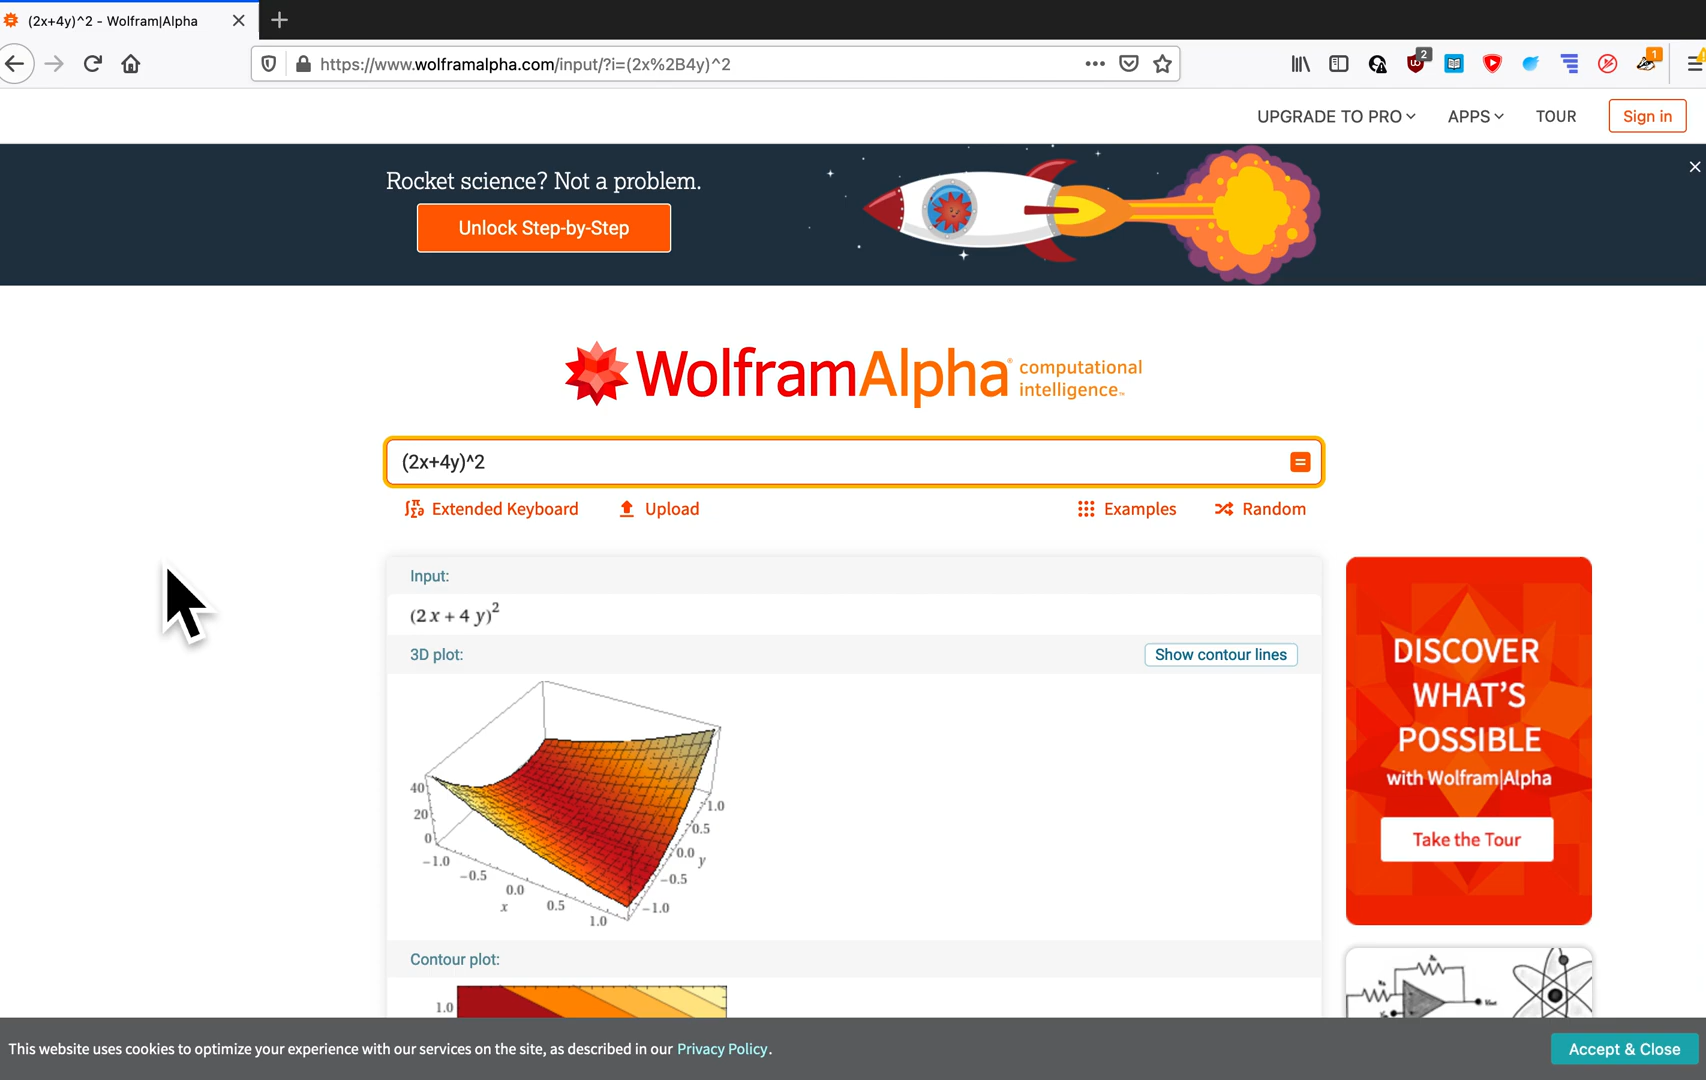 (2x+4y)^2 - Wolfram|Alpha
https://www.wolframalpha.com/input/?i=(2x%2B4y)^2
2
1
UPGRADE TO PRO
APPS
TOUR
Sign in
Rocket science? Not a problem.
Unlock Step-by-Step
WolframAlpha computational intelligence™
(2x+4y)^2
=
Extended Keyboard
Upload
Examples
Random
Input:
(2 x + 4 y)²
3D plot:
Show contour lines
40
20
0
−1.0
−0.5
0.0
0.5
1.0
x
1.0
0.5
0.0
y
−0.5
−1.0
Contour plot:
1.0
DISCOVER
WHAT'S
POSSIBLE
with Wolfram|Alpha
Take the Tour
This website uses cookies to optimize your experience with our services on the site, as described in our Privacy Policy.
Accept & Close